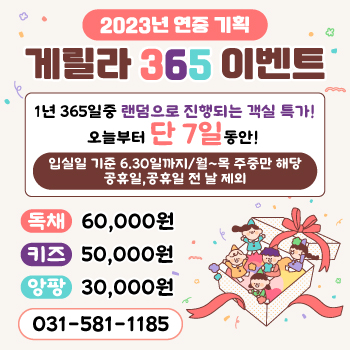 2023년 연중 기획
게릴라 365 이벤트
1년 365일중 랜덤으로 진행되는 객실 특가!
오늘부터 단 7일동안!
입실일 기준 6.30일까지/월~목 주중만 해당
공휴일,공휴일 전 날 제외
독채 60,000원
키즈 50,000원
앙팡 30,000원
031-581-1185